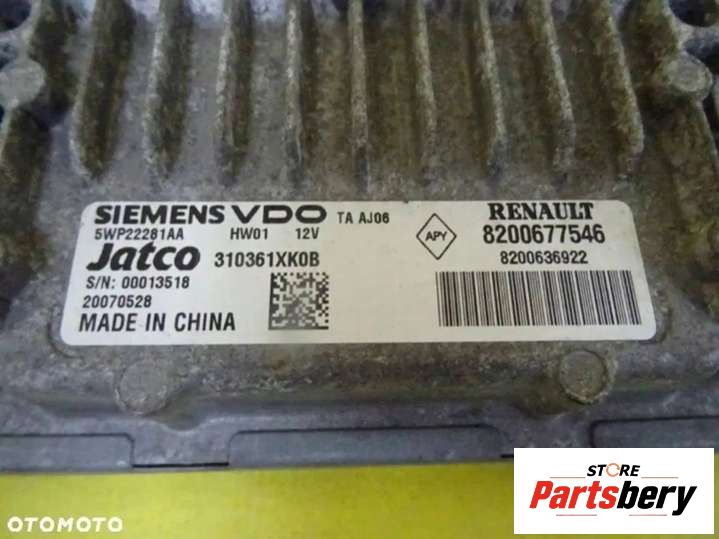 SIEMENS VDO TA AJ06
5WP22281AA HW01 12V
Jatco 310361XK0B
S/N: 00013518
20070528
MADE IN CHINA
APY
RENAULT
8200677546
8200636922
STORE
Partsbery
OTOMOTO